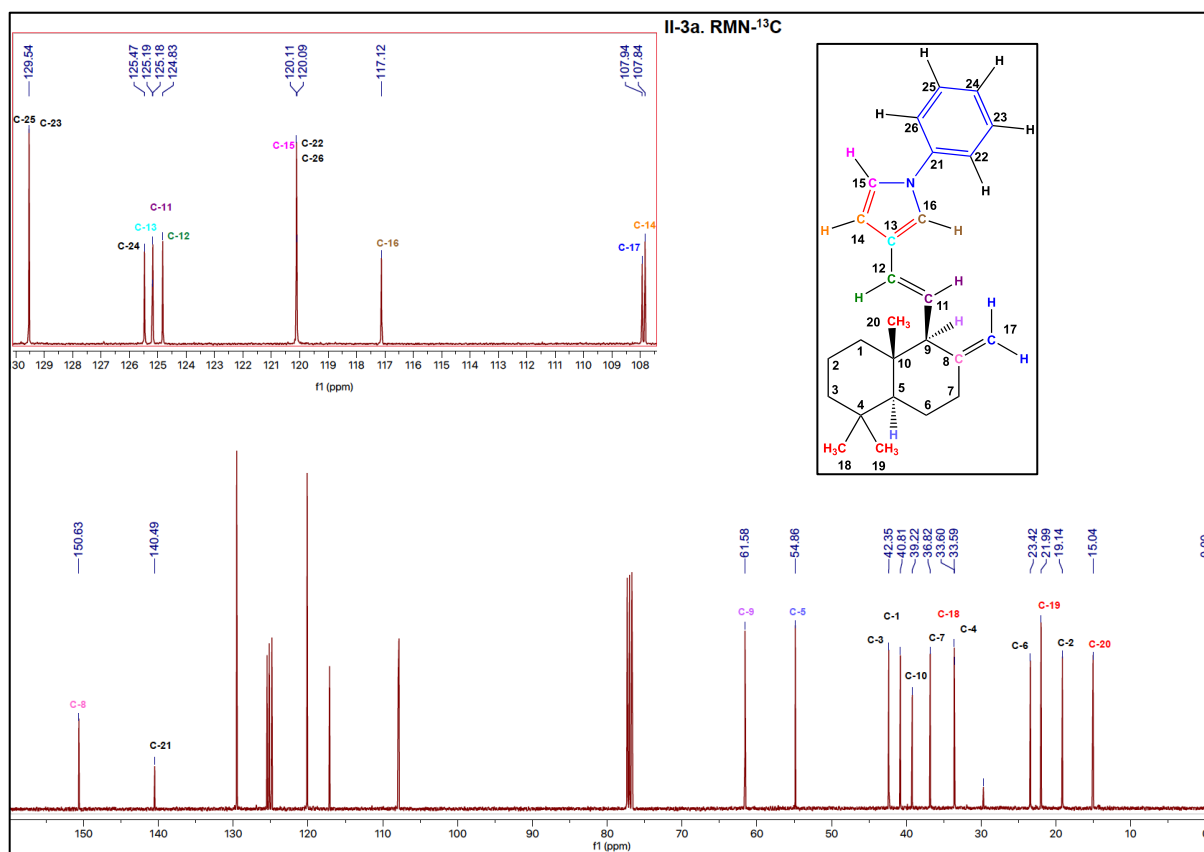 II-3a. RMN-¹³C
129.54
125.47
125.19
125.18
124.83
120.11
120.09
117.12
107.94
107.84
C-25
C-23
C-24
C-13
C-11
C-12
C-15
C-22
C-26
C-16
C-17
C-14
130 129 128 127 126 125 124 123 122 121 120 119 118 117 116 115 114 113 112 111 110 109 108
f1 (ppm)
H
H
25
24
H
26
23
H
22
21
H
H
C
15
N
16
C
H
C
14
13
C
H
12
H
11
H
20
CH₃
H
17
H
9
8
H
1
10
2
3
5
7
4
6
H
H₃C
CH₃
18
19
150.63
140.49
61.58
54.86
42.35
40.81
39.22
36.82
33.60
33.59
23.42
21.99
19.14
15.04
C-8
C-21
C-9
C-5
C-3
C-1
C-10
C-7
C-18
C-4
C-6
C-19
C-2
C-20
150 140 130 120 110 100 90 80 70 60 50 40 30 20 10
f1 (ppm)